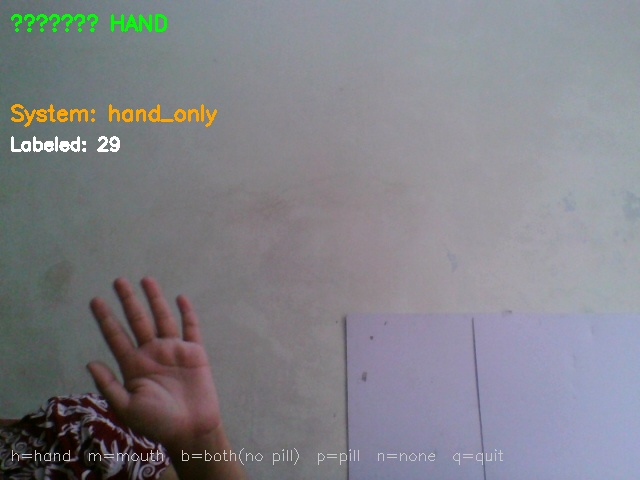 ??????? HAND
System: hand_only
Labeled: 29
h=hand m=mouth b=both(no pill) p=pill n=none q=quit